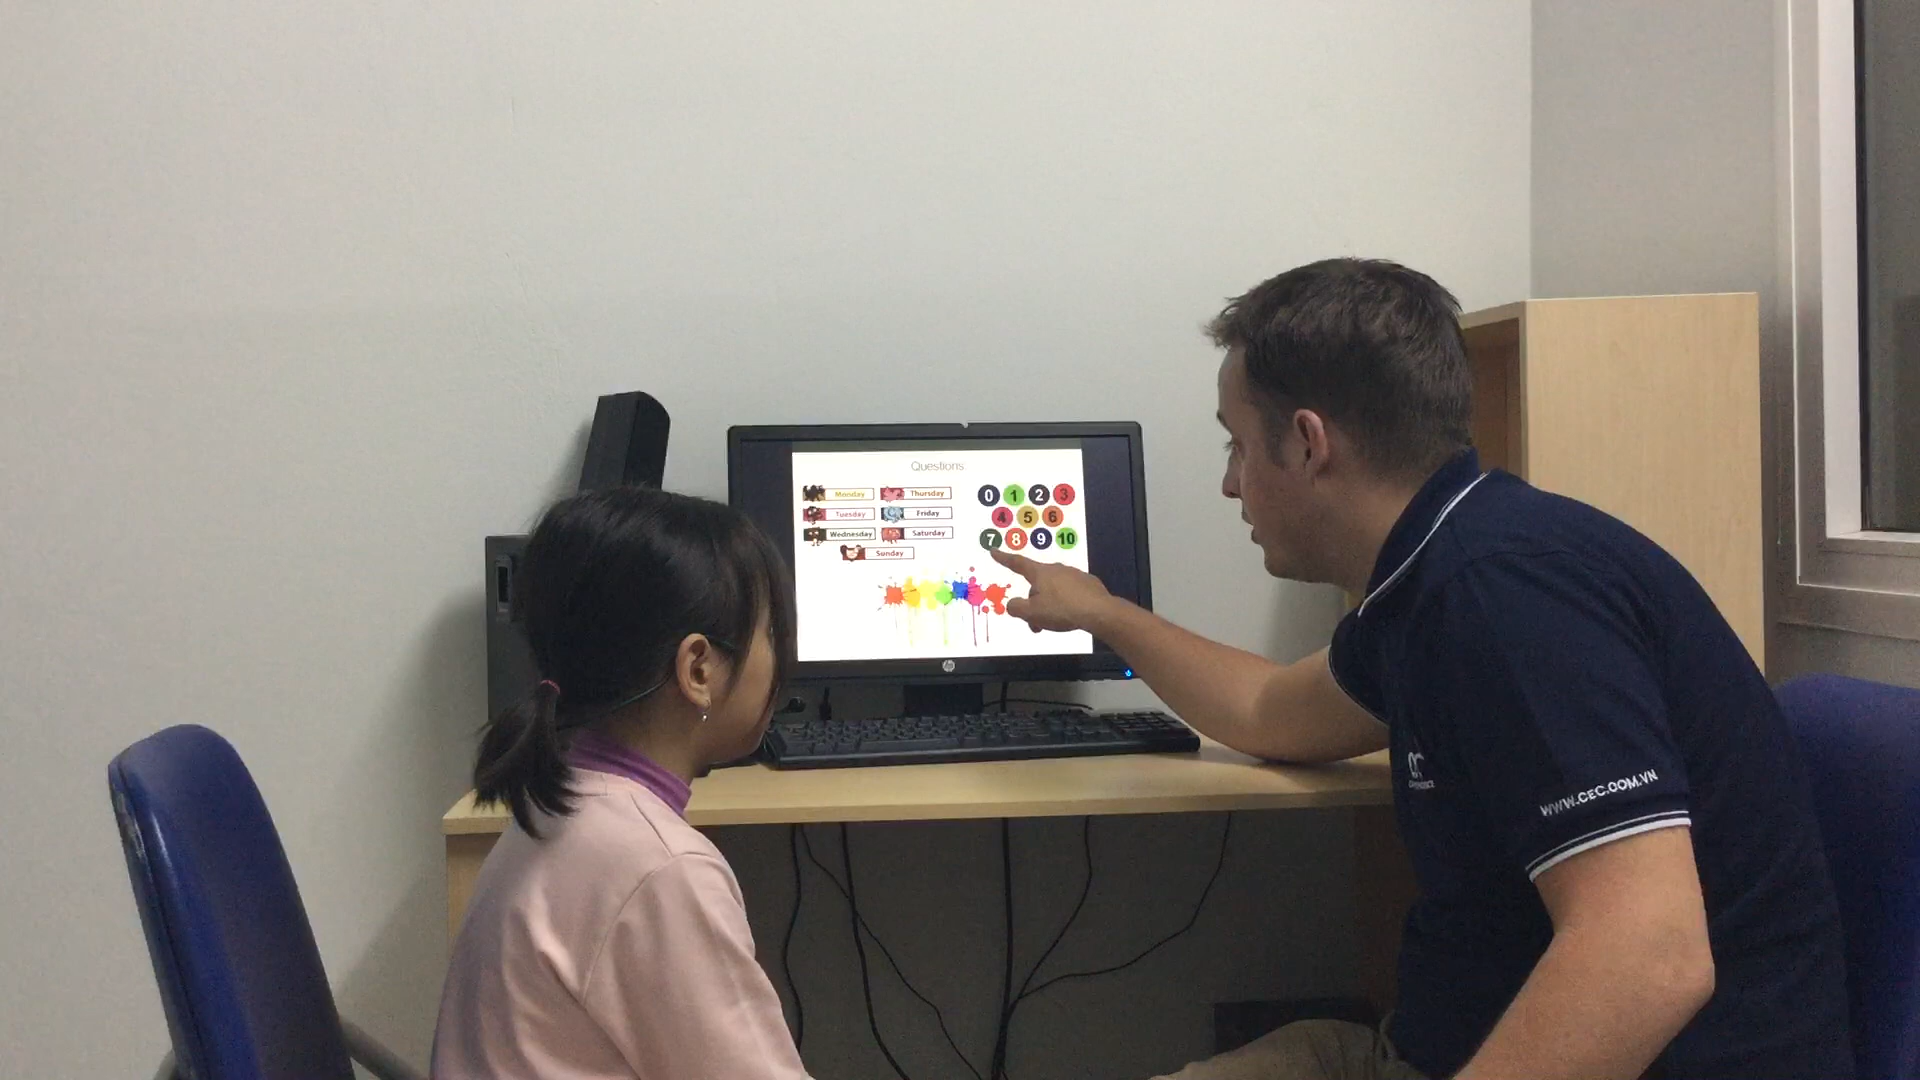 Questions
Monday Thursday
Tuesday Friday
Wednesday Saturday
Sunday
0 1 2 3
4 5 6
7 8 9 10
hp
WWW.CEC.COM.VN